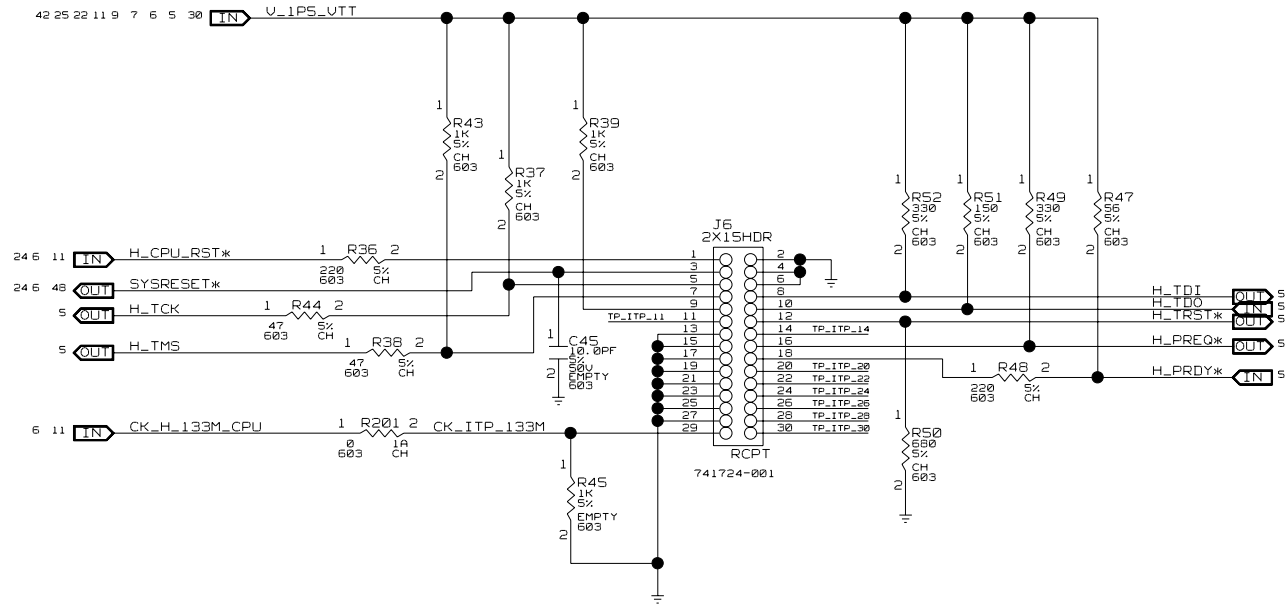 42 25 22 11 9 7 6 5 30 IN V_1P5_VTT
1 R43 1K 5% CH 603 2
1 R37 1K 5% CH 603 2
1 R39 1K 5% CH 603 2
1 R52 330 5% CH 603 2
1 R51 150 5% CH 603 2
1 R49 330 5% CH 603 2
1 R47 56 5% CH 603 2
J6
2X15HDR
24 6 11 IN H_CPU_RST* 1 R36 2
220 5%
603 CH
24 6 48 OUT SYSRESET*
5 OUT H_TCK 1 R44 2
47 5%
603 CH
5 OUT H_TMS 1 R38 2
47 5%
603 CH
1 C45
10.0PF
5%
50V
2 EMPTY
603
TP_ITP_11
1 2
3 4
5 6
7 8
9 10
11 12
13 14 TP_ITP_14
15 16
17 18
19 20 TP_ITP_20
21 22 TP_ITP_22
23 24 TP_ITP_24
25 26 TP_ITP_26
27 28 TP_ITP_28
29 30 TP_ITP_30
RCPT
741724-001
H_TDI OUT 5
H_TDO IN 5
H_TRST* OUT 5
H_PREQ* OUT 5
1 R48 2 H_PRDY* IN 5
220 5%
603 CH
6 11 IN CK_H_133M_CPU 1 R201 2 CK_ITP_133M
0 1A
603 CH
1 R45
1K
5%
EMPTY
2 603
1 R50
680
5%
CH
2 603